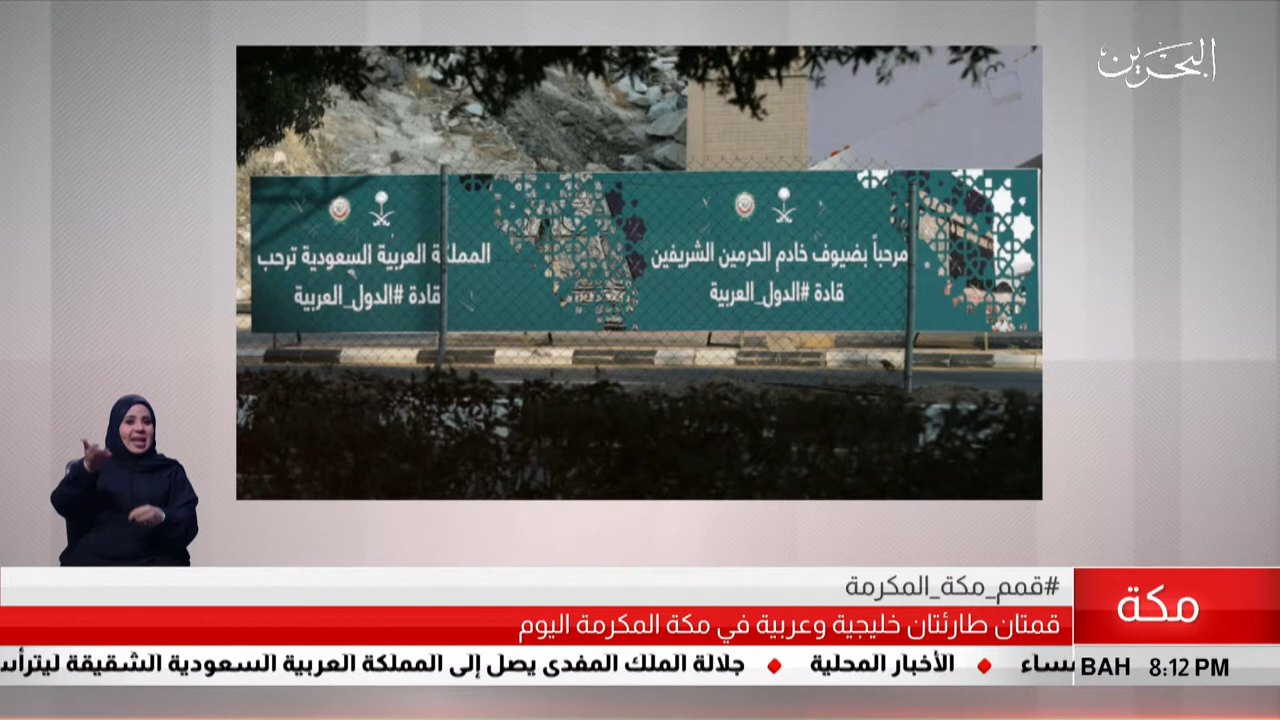 البحرين
المملكة العربية السعودية ترحب
قادة #الدول_العربية
مرحباً بضيوف خادم الحرمين الشريفين
قادة #الدول_العربية
#قمم_مكة_المكرمة
مكة
قمتان طارئتان خليجية وعربية في مكة المكرمة اليوم
الأخبار المحلية ♦ جلالة الملك المفدى يصل إلى المملكة العربية السعودية الشقيقة
BAH 8:12 PM